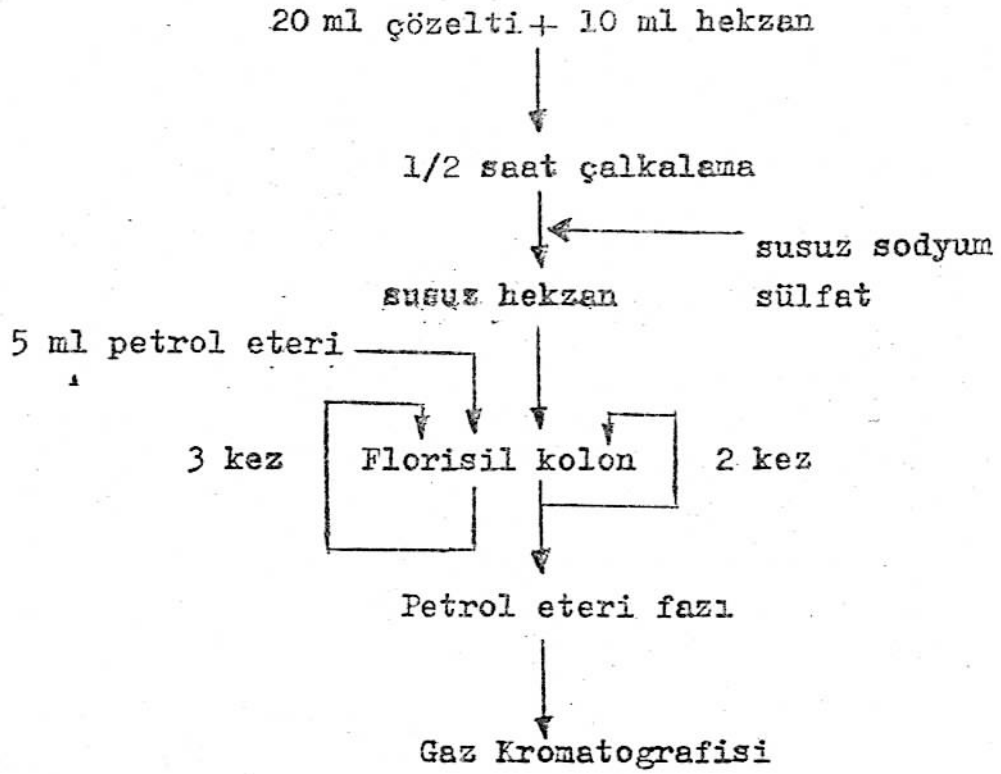 20 ml çözelti + 10 ml hekzan
1/2 saat çalkalama
susuz sodyum
sülfat
susuz hekzan
5 ml petrol eteri
3 kez
Florisil kolon
2 kez
Petrol eteri fazı
Gaz Kromatografisi